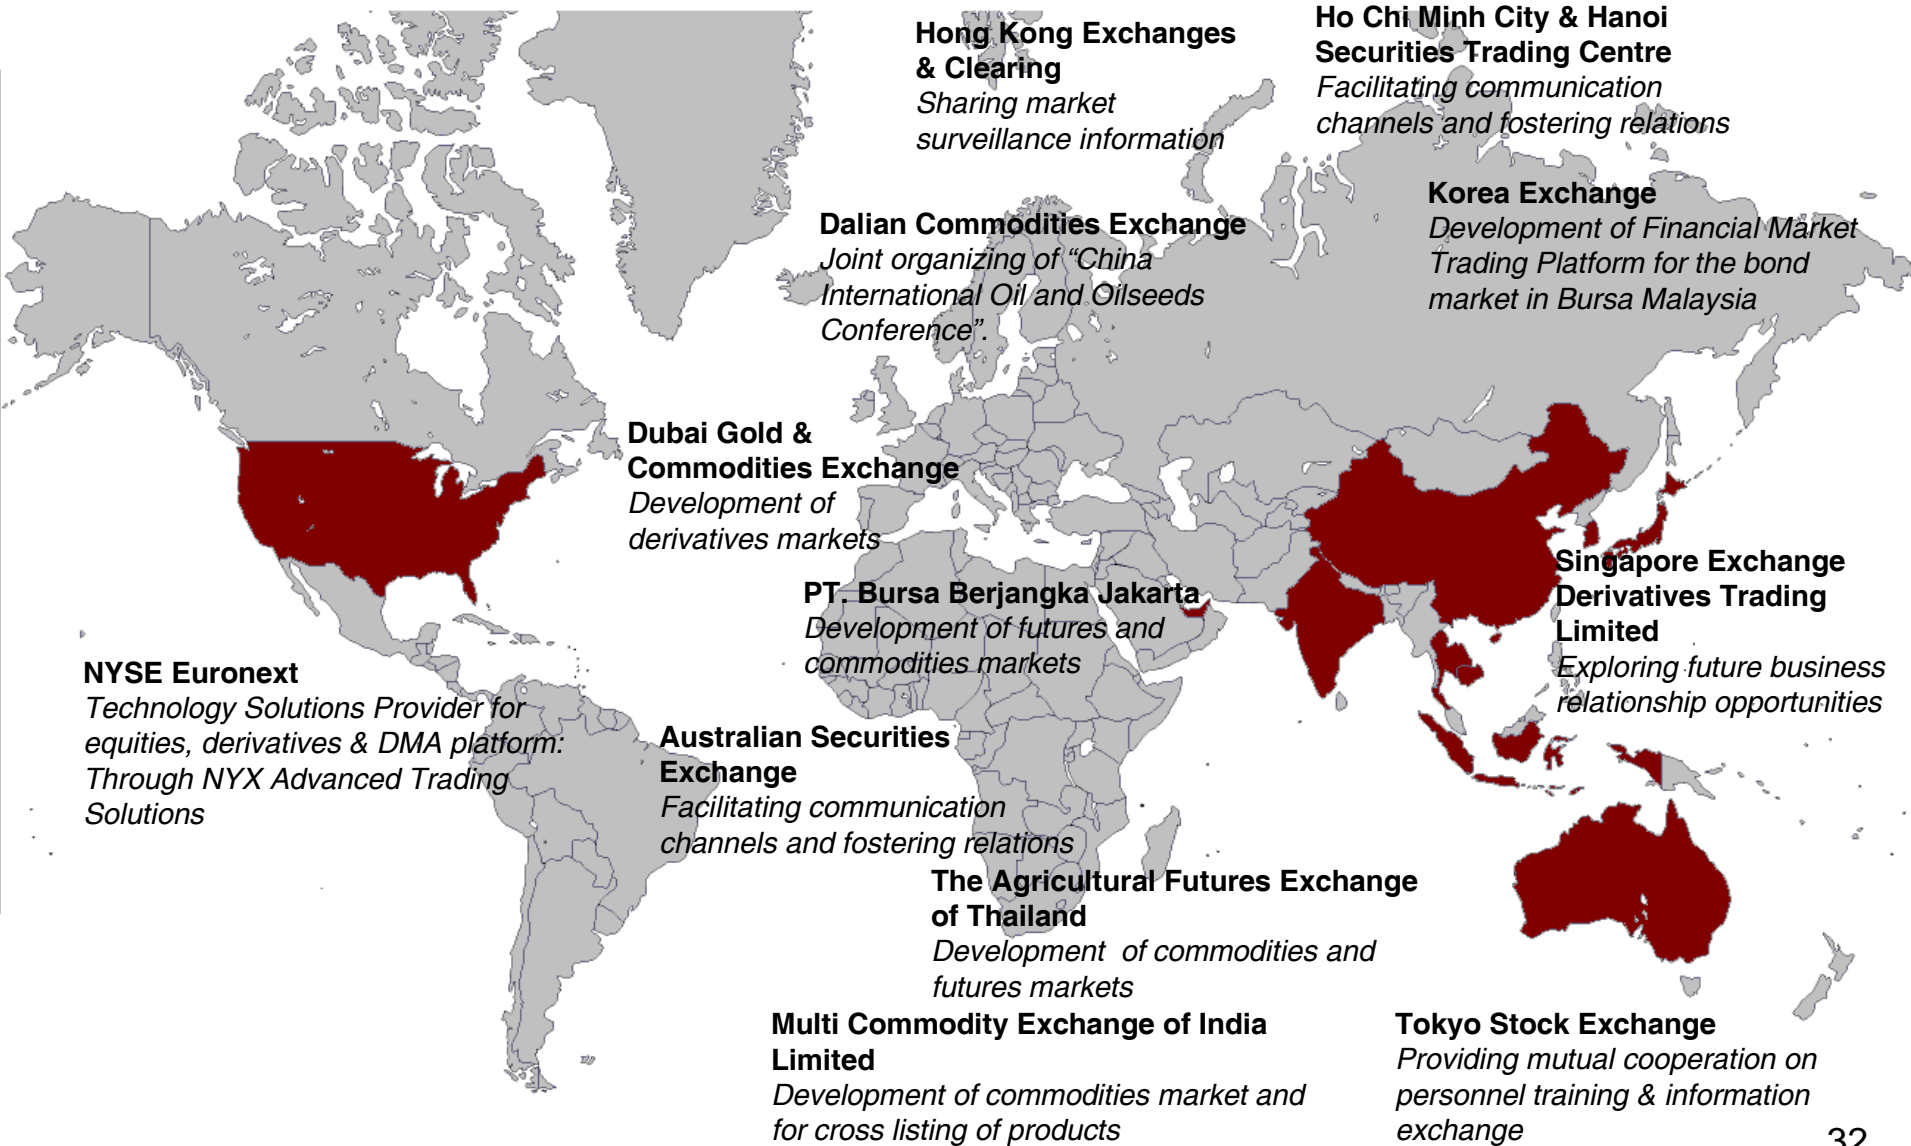 Hong Kong Exchanges
& Clearing
Sharing market
surveillance information
Ho Chi Minh City & Hanoi
Securities Trading Centre
Facilitating communication
channels and fostering relations
Korea Exchange
Development of Financial Market
Trading Platform for the bond
market in Bursa Malaysia
Dalian Commodities Exchange
Joint organizing of “China
International Oil and Oilseeds
Conference”.
Dubai Gold &
Commodities Exchange
Development of
derivatives markets
PT. Bursa Berjangka Jakarta
Development of futures and
commodities markets
Singapore Exchange
Derivatives Trading
Limited
Exploring future business
relationship opportunities
NYSE Euronext
Technology Solutions Provider for
equities, derivatives & DMA platform:
Through NYX Advanced Trading
Solutions
Australian Securities
Exchange
Facilitating communication
channels and fostering relations
The Agricultural Futures Exchange
of Thailand
Development of commodities and
futures markets
Multi Commodity Exchange of India
Limited
Development of commodities market and
for cross listing of products
Tokyo Stock Exchange
Providing mutual cooperation on
personnel training & information
exchange
32